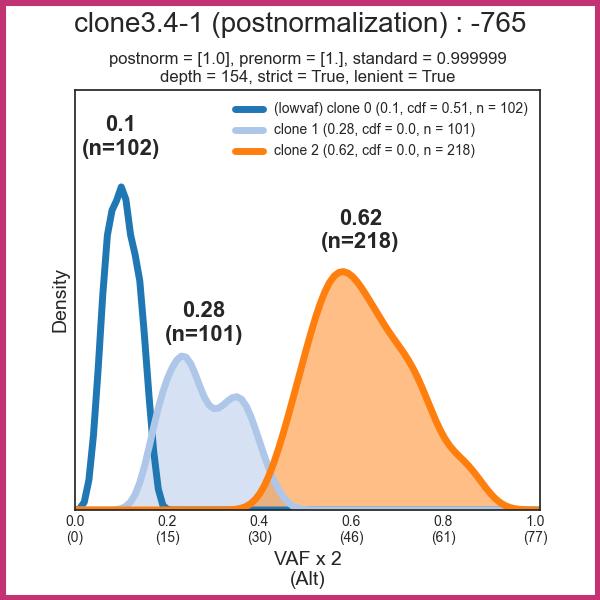 clone3.4-1 (postnormalization) : -765
postnorm = [1.0], prenorm = [1.], standard = 0.999999
depth = 154, strict = True, lenient = True
(lowvaf) clone 0 (0.1, cdf = 0.51, n = 102)
clone 1 (0.28, cdf = 0.0, n = 101)
clone 2 (0.62, cdf = 0.0, n = 218)
0.1
(n=102)
0.62
(n=218)
0.28
(n=101)
Density
0.0 0.2 0.4 0.6 0.8 1.0
(0) (15) (30) (46) (61) (77)
VAF x 2
(Alt)